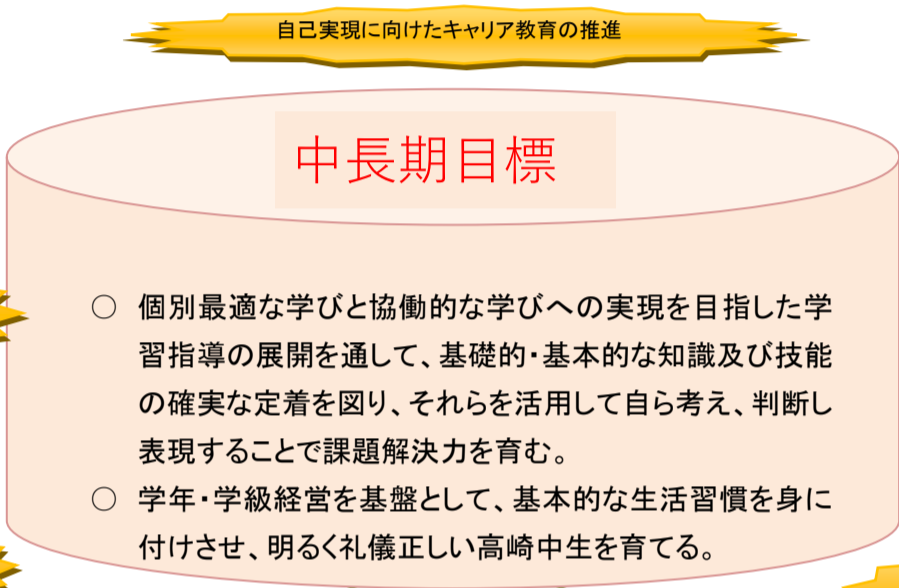 自己実現に向けたキャリア教育の推進
中長期目標
○ 個別最適な学びと協働的な学びへの実現を目指した学
習指導の展開を通して、基礎的・基本的な知識及び技能
の確実な定着を図り、それらを活用して自ら考え、判断し
表現することで課題解決力を育む。
○ 学年・学級経営を基盤として、基本的な生活習慣を身に
付けさせ、明るく礼儀正しい高崎中生を育てる。